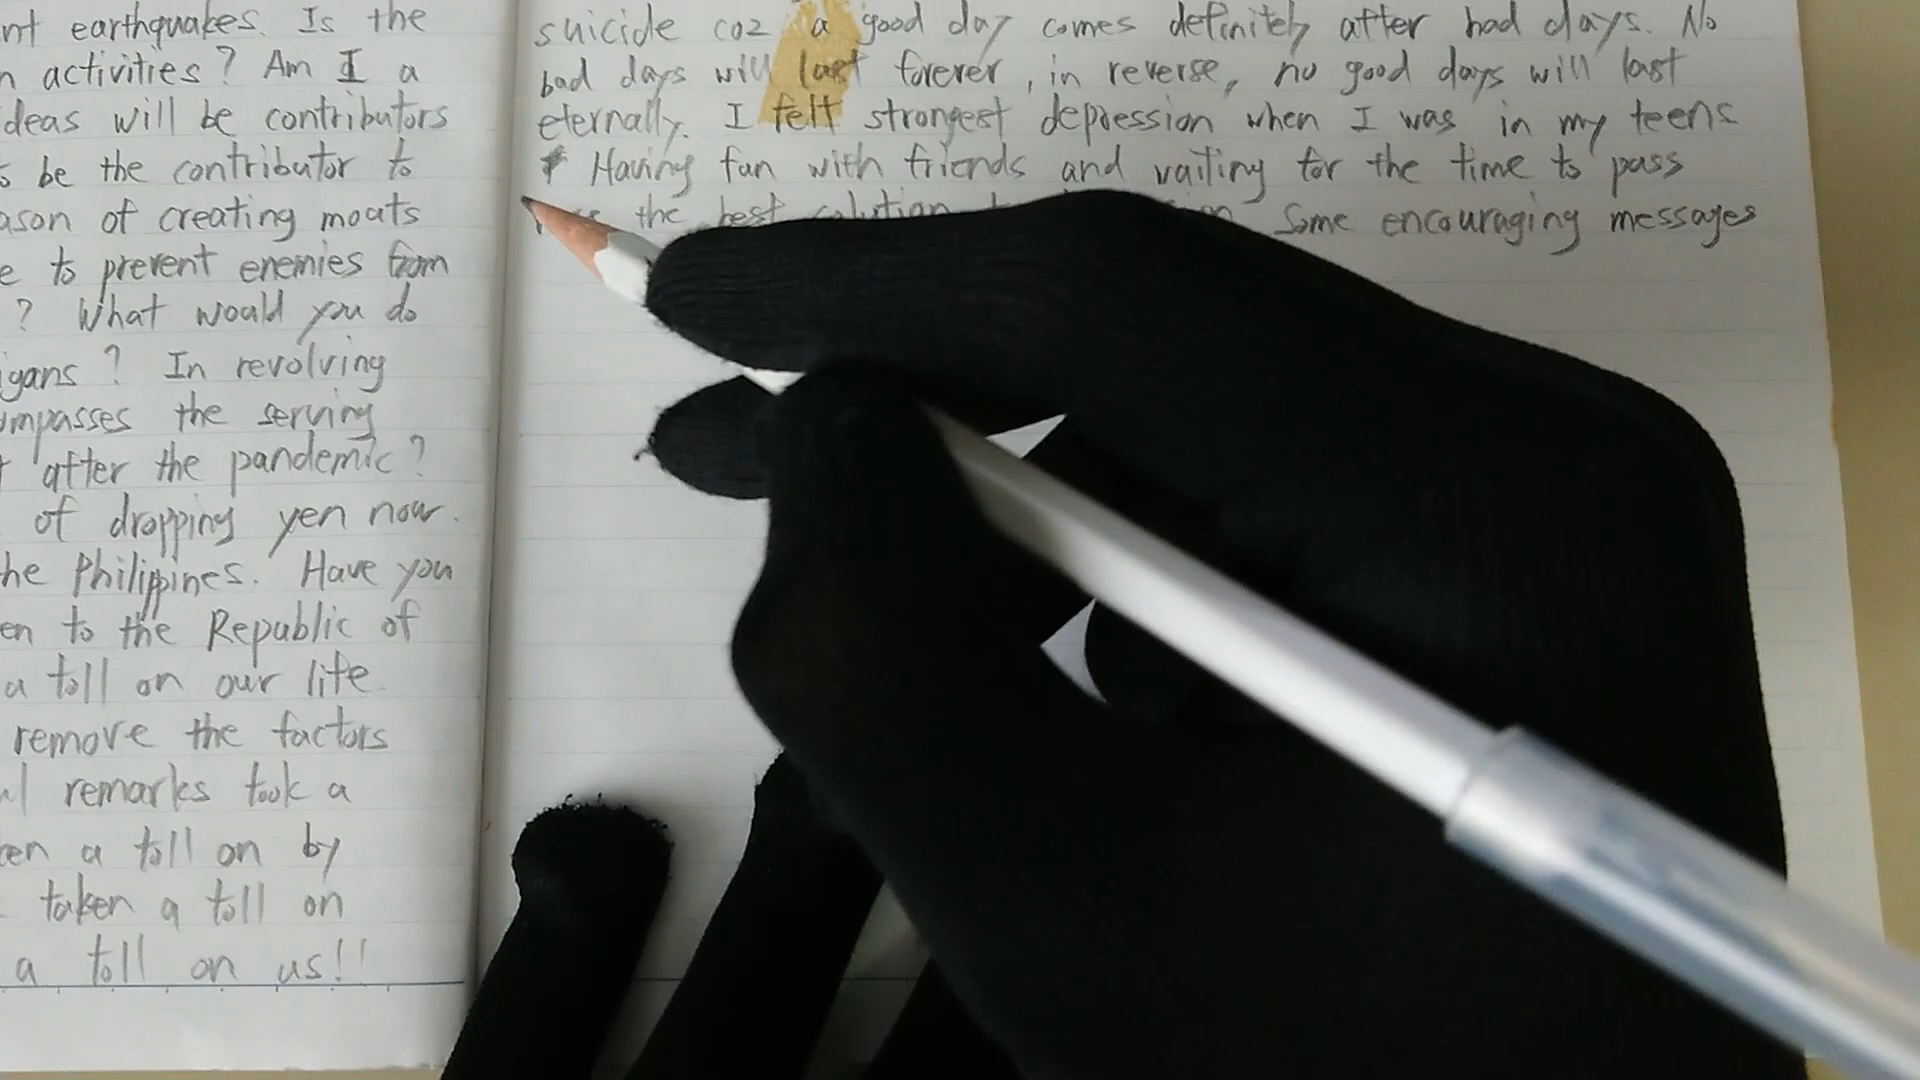 nt earthquakes. Is the
n activities? Am I a
deas will be contributors
s be the contributor to
ason of creating moats
e to prevent enemies from
? What would you do
igans? In revolving
ompasses the serving
after the pandemic?
of dropping yen now.
he Philippines. Have you
en to the Republic of
a toll on our life
remove the factors
remarks took a
en a toll on by
taken a toll on
a toll on us!!
suicide coz a good day comes definitely after bad days. No
bad days will last forever, in reverse, no good days will last
eternally. I felt strongest depression when I was in my teens
Having fun with friends and vaiting for the time to pass
the best solution Some encouraging messages